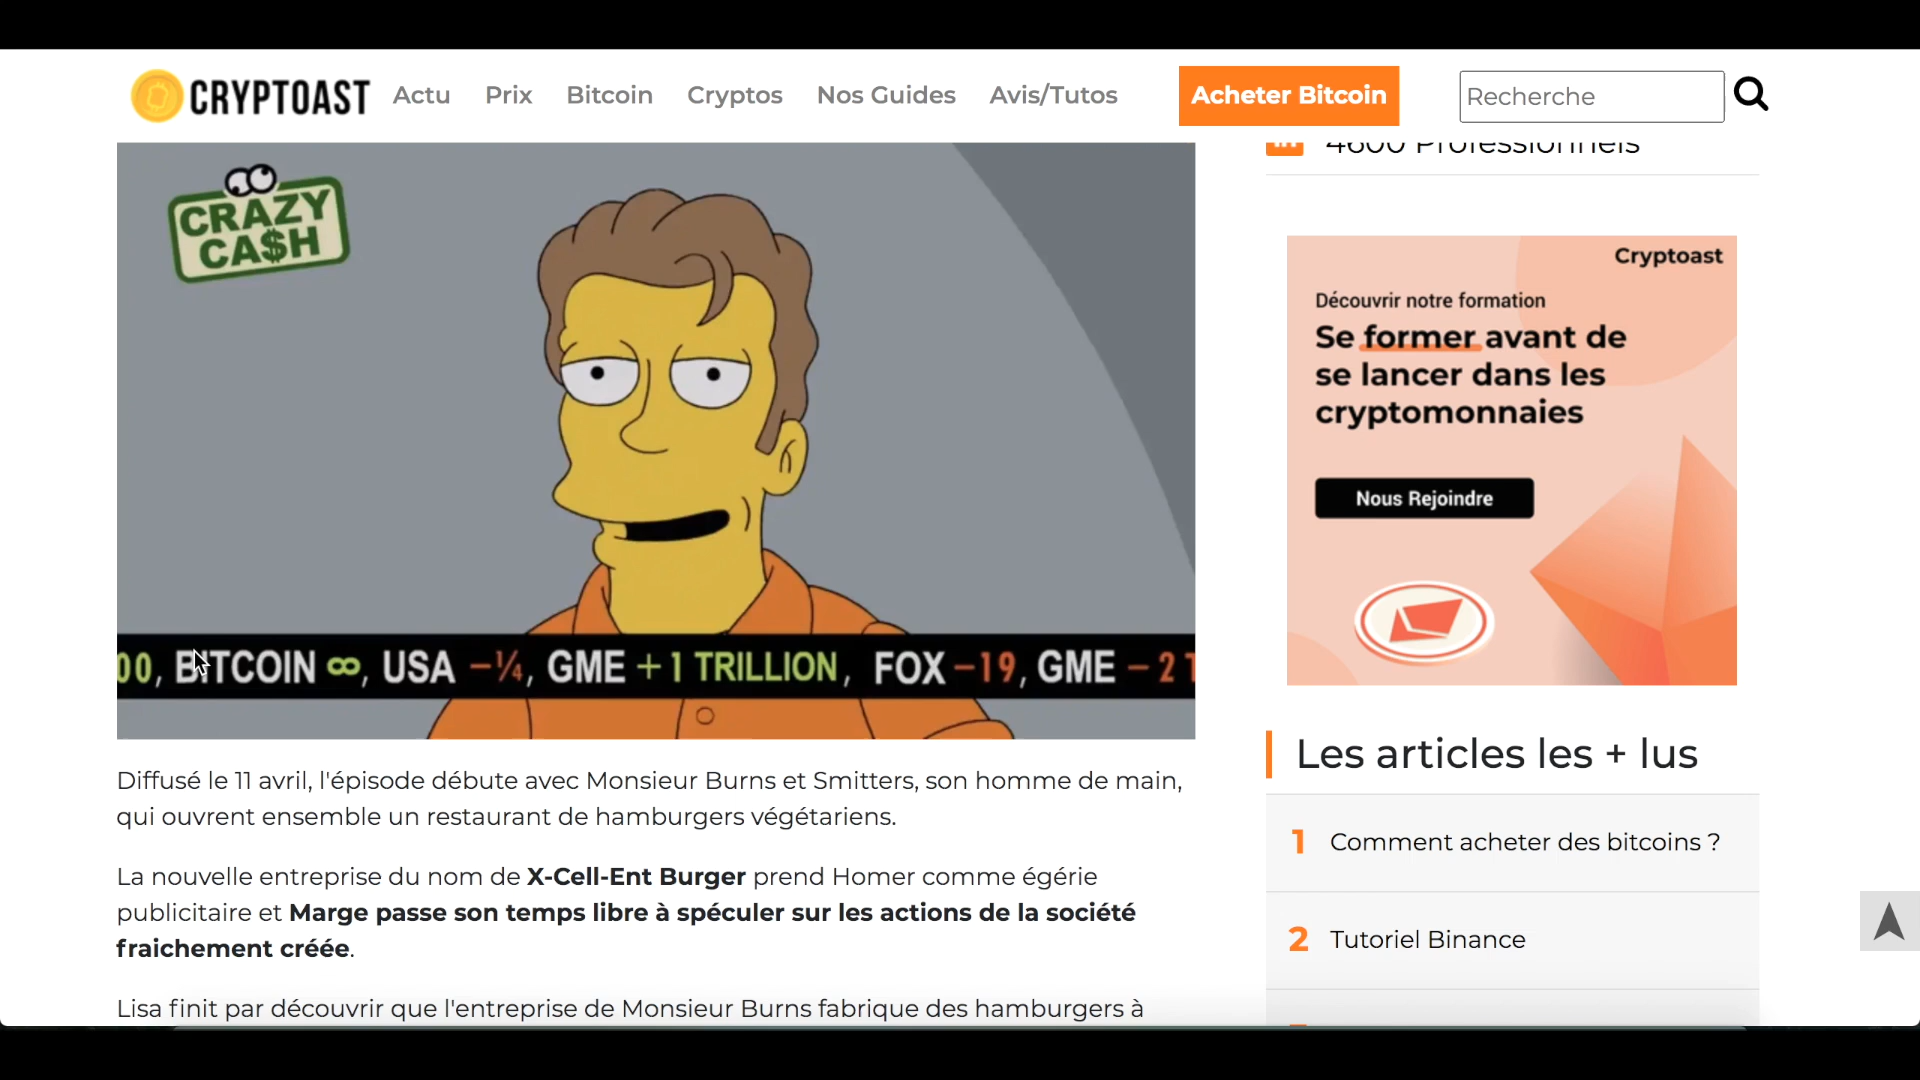 CRYPTOAST
Actu
Prix
Bitcoin
Cryptos
Nos Guides
Avis/Tutos
Acheter Bitcoin
Recherche
in 4600 Professionnels
CRAZY
CA$H
00, BITCOIN ∞, USA -¼, GME +1 TRILLION, FOX -19, GME - 2 T
Diffusé le 11 avril, l'épisode débute avec Monsieur Burns et Smitters, son homme de main,
qui ouvrent ensemble un restaurant de hamburgers végétariens.
La nouvelle entreprise du nom de X-Cell-Ent Burger prend Homer comme égérie
publicitaire et Marge passe son temps libre à spéculer sur les actions de la société
fraichement créée.
Lisa finit par découvrir que l'entreprise de Monsieur Burns fabrique des hamburgers à
Cryptoast
Découvrir notre formation
Se former avant de
se lancer dans les
cryptomonnaies
Nous Rejoindre
Les articles les + lus
1 Comment acheter des bitcoins ?
2 Tutoriel Binance